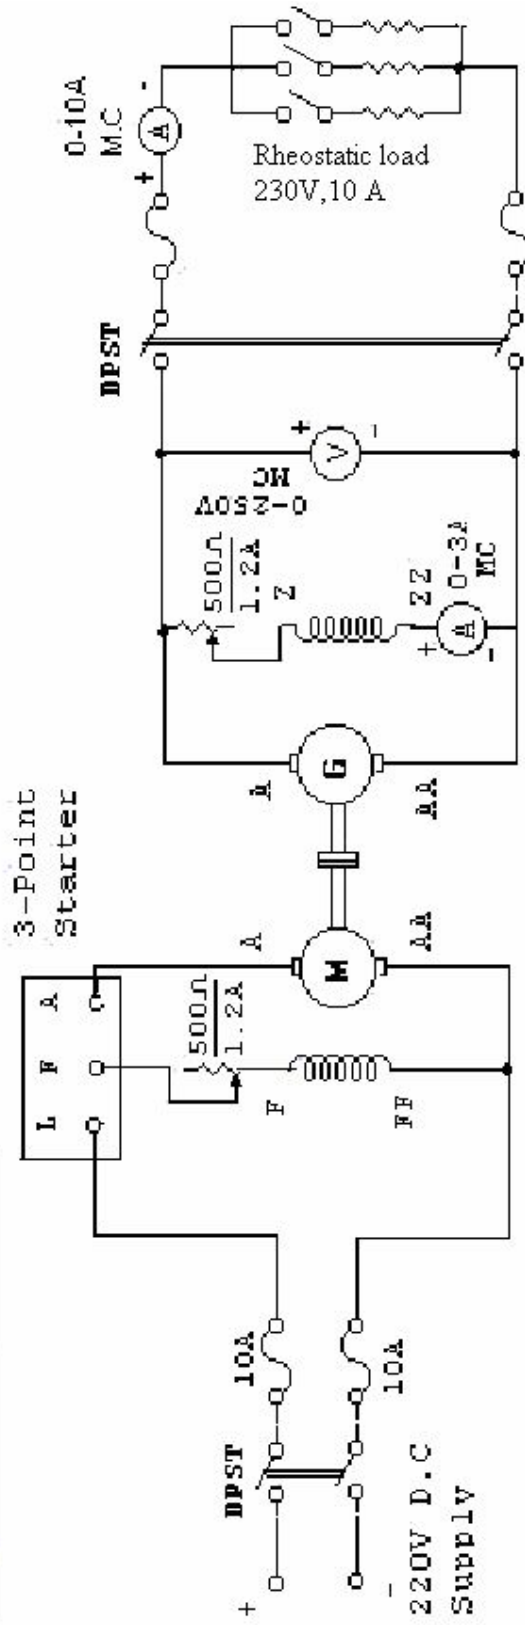 +
-
220V D.C
Supply
DPST
10A
10A
3-Point
Starter
L
F
A
500Ω
1.2A
F
FF
A
M
AA
A
G
AA
500Ω
1.2A
Z
ZZ
+
A
-
0-3A
MC
0-250V
MC
+
V
-
DPST
+
A
-
0-10A
M.C
Rheostatic load
230V,10 A